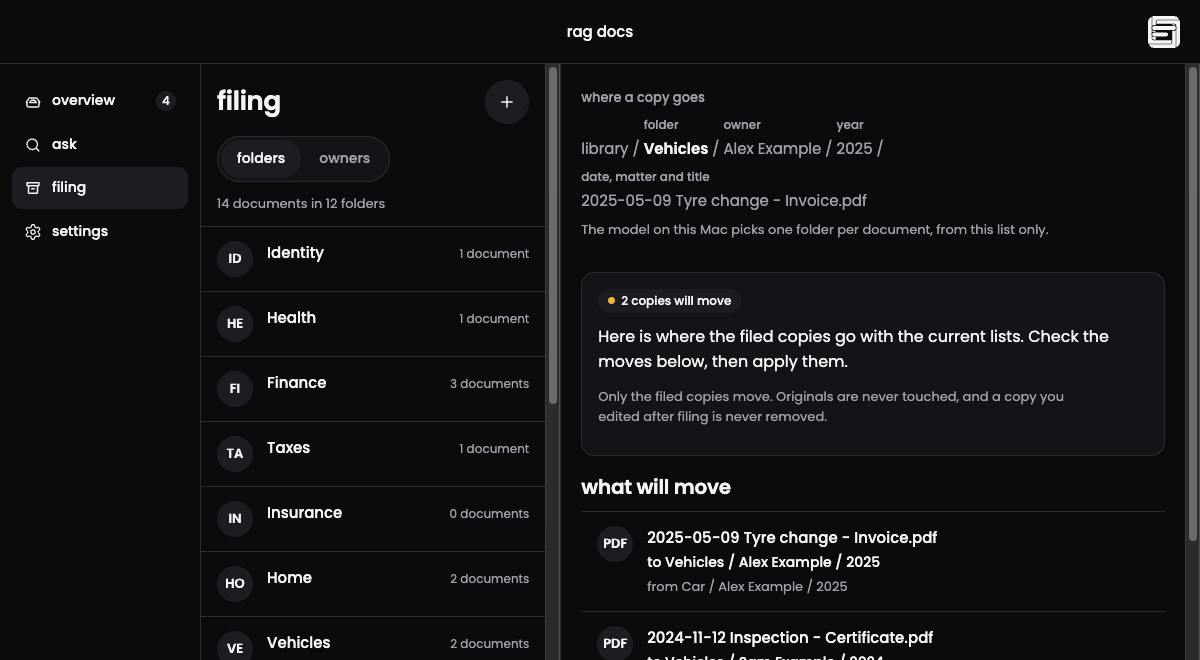 rag docs
overview
4
ask
filing
settings
filing
+
folders
owners
14 documents in 12 folders
ID
Identity
1 document
HE
Health
1 document
FI
Finance
3 documents
TA
Taxes
1 document
IN
Insurance
0 documents
HO
Home
2 documents
VE
Vehicles
2 documents
where a copy goes
folder owner year
library / Vehicles / Alex Example / 2025 /
date, matter and title
2025-05-09 Tyre change - Invoice.pdf
The model on this Mac picks one folder per document, from this list only.
2 copies will move
Here is where the filed copies go with the current lists. Check the
moves below, then apply them.
Only the filed copies move. Originals are never touched, and a copy you
edited after filing is never removed.
what will move
PDF
2025-05-09 Tyre change - Invoice.pdf
to Vehicles / Alex Example / 2025
from Car / Alex Example / 2025
PDF
2024-11-12 Inspection - Certificate.pdf
to Vehicles / Sam Example / 2024